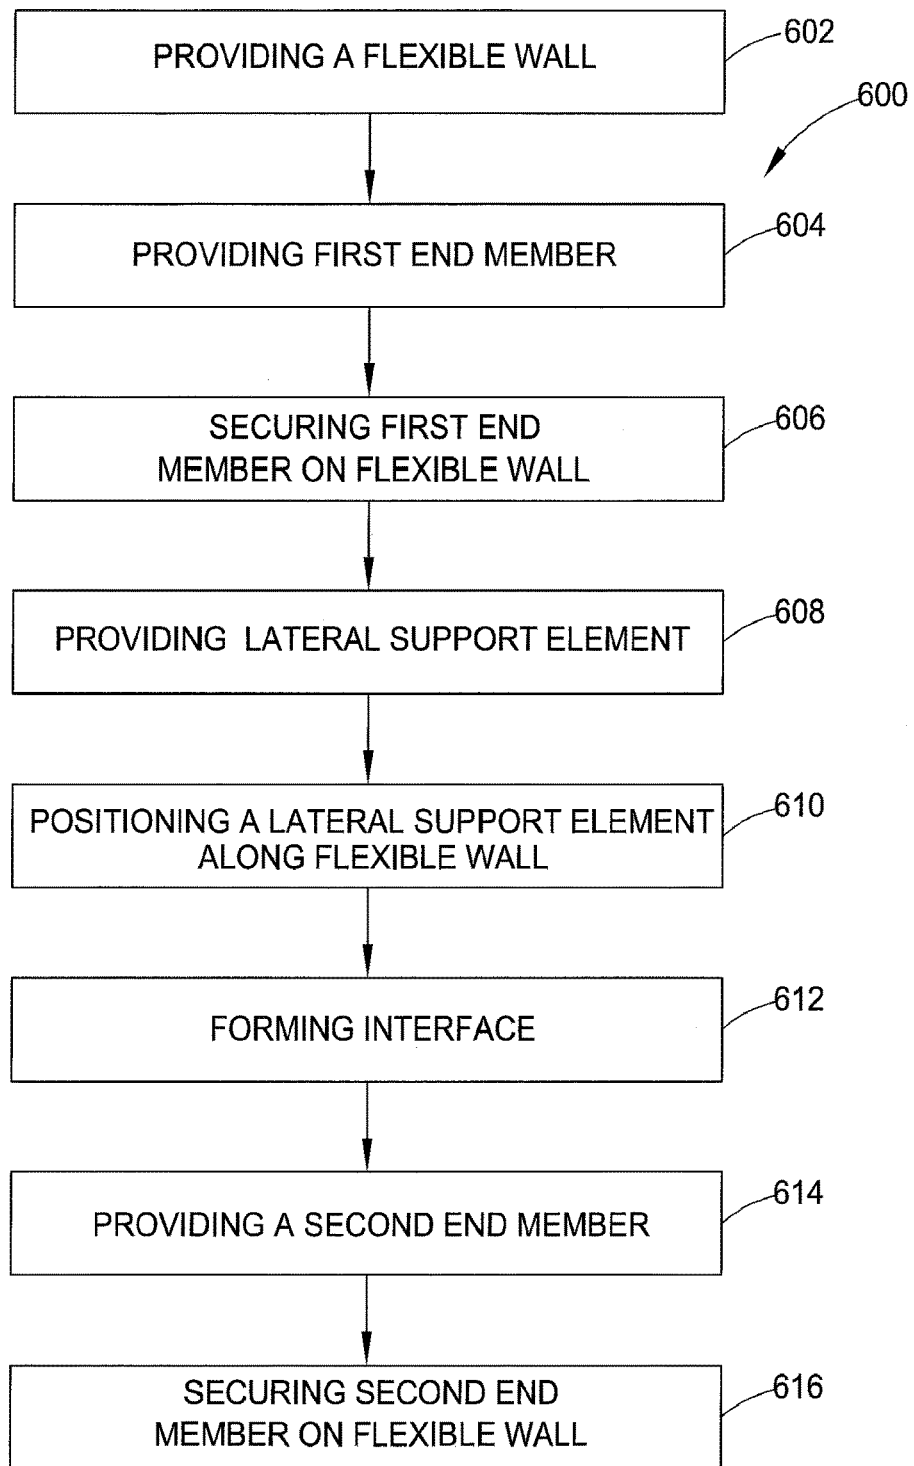 PROVIDING A FLEXIBLE WALL
602
600
PROVIDING FIRST END MEMBER
604
SECURING FIRST END
MEMBER ON FLEXIBLE WALL
606
PROVIDING LATERAL SUPPORT ELEMENT
608
POSITIONING A LATERAL SUPPORT ELEMENT
ALONG FLEXIBLE WALL
610
FORMING INTERFACE
612
PROVIDING A SECOND END MEMBER
614
SECURING SECOND END
MEMBER ON FLEXIBLE WALL
616